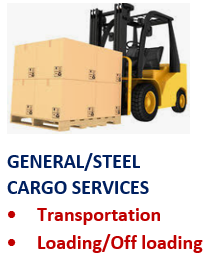 GENERAL/STEEL
CARGO SERVICES
• Transportation
• Loading/Off loading